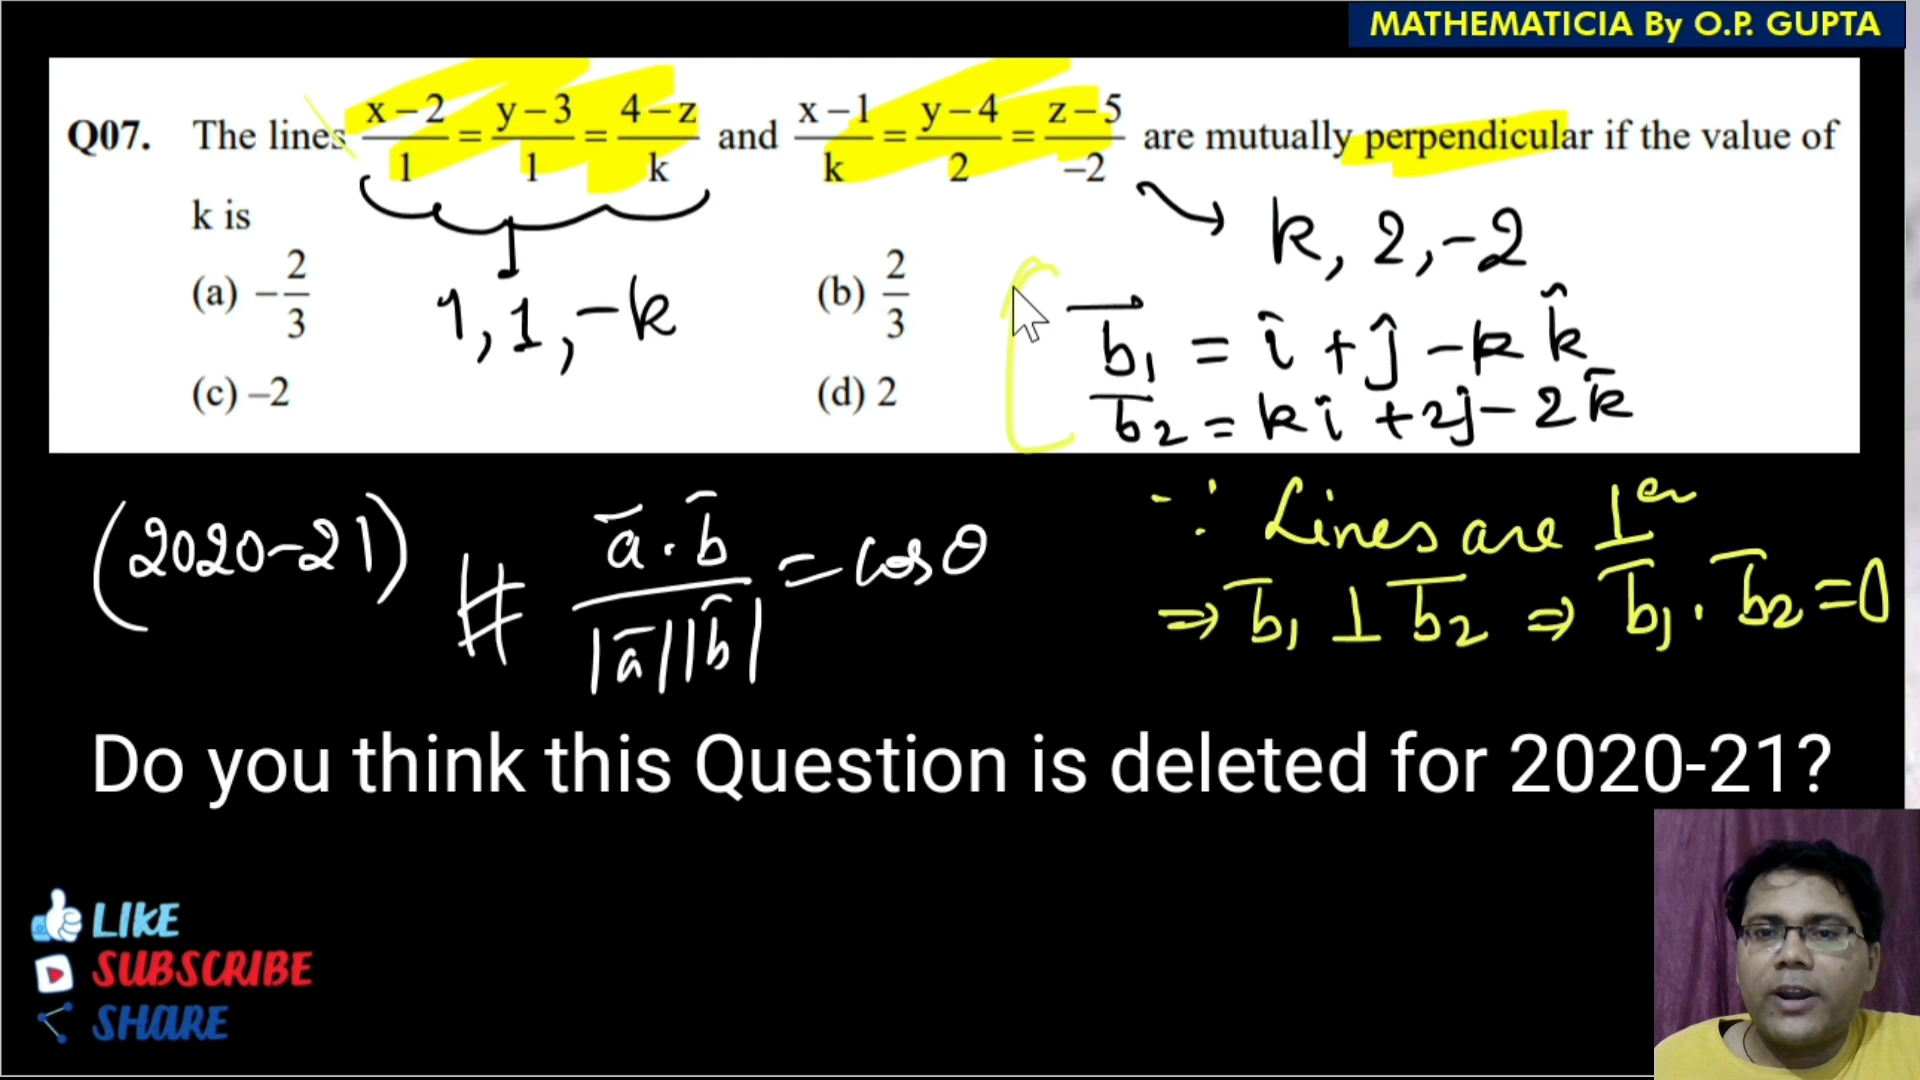 MATHEMATICIA By O.P. GUPTA
Q07. The lines (x – 2)/1 = (y – 3)/1 = (4 – z)/k and (x – 1)/k = (y – 4)/2 = (z – 5)/–2 are mutually perpendicular if the value of
k is
k, 2, -2
(a) –2/3
1, 1, -k
(b) 2/3
b₁ = î + ĵ - k k̂
(c) –2
(d) 2
b₂ = kî + 2ĵ - 2k̂
(2020-21)
# a·b/|a||b| = cosθ
∵ Lines are ⊥er
⇒ b₁ ⊥ b₂ ⇒ b₁ · b₂ = 0
Do you think this Question is deleted for 2020-21?
LIKE
SUBSCRIBE
SHARE